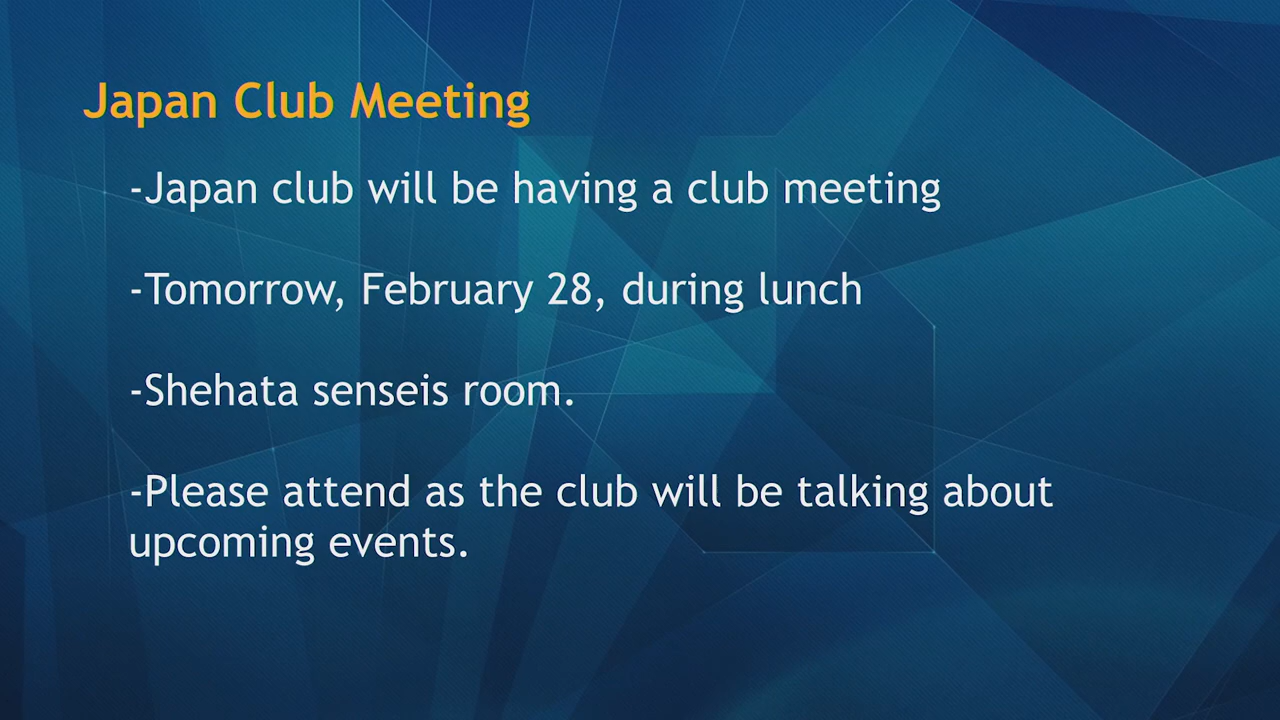 Japan Club Meeting
-Japan club will be having a club meeting
-Tomorrow, February 28, during lunch
-Shehata senseis room.
-Please attend as the club will be talking about
upcoming events.